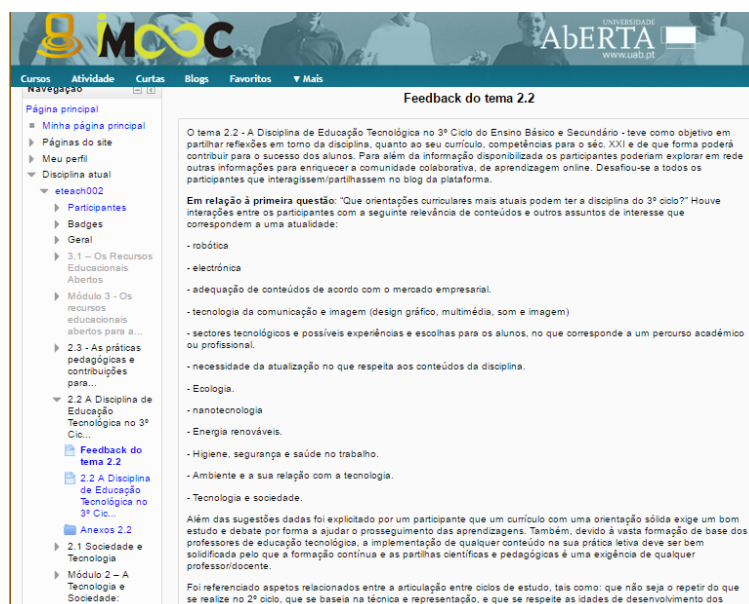 iMOOC
UNIVERSIDADE
AbERTA
www.uab.pt
Cursos Atividade Curtas Blogs Favoritos ▼ Mais
Navegação
Página principal
Minha página principal
Páginas do site
Meu perfil
Disciplina atual
eteach002
Participantes
Badges
Geral
3.1 – Os Recursos
Educacionais
Abertos
Módulo 3 - Os
recursos
educacionais
abertos para a...
2.3 - As práticas
pedagógicas e
contribuições
para...
2.2 A Disciplina de
Educação
Tecnológica no 3º
Cic...
Feedback do
tema 2.2
2.2 A Disciplina
de Educação
Tecnológica no
3º Cic...
Anexos 2.2
2.1 Sociedade e
Tecnologia
Módulo 2 – A
Tecnologia e
Sociedade:
Feedback do tema 2.2
O tema 2.2 - A Disciplina de Educação Tecnológica no 3º Ciclo do Ensino Básico e Secundário - teve como objetivo em
partilhar reflexões em torno da disciplina, quanto ao seu currículo, competências para o séc. XXI e de que forma poderá
contribuir para o sucesso dos alunos. Para além da informação disponibilizada os participantes poderiam explorar em rede
outras informações para enriquecer a comunidade colaborativa, de aprendizagem online. Desafiou-se a todos os
participantes que interagissem/partilhassem no blog da plataforma.
Em relação à primeira questão: "Que orientações curriculares mais atuais podem ter a disciplina do 3º ciclo?" Houve
interações entre os participantes com a seguinte relevância de conteúdos e outros assuntos de interesse que
correspondem a uma atualidade:
- robótica
- electrónica
- adequação de conteúdos de acordo com o mercado empresarial.
- tecnologia da comunicação e imagem (design gráfico, multimédia, som e imagem)
- sectores tecnológicos e possíveis experiências e escolhas para os alunos, no que corresponde a um percurso académico
ou profissional.
- necessidade da atualização no que respeita aos conteúdos da disciplina.
- Ecologia.
- nanotecnologia
- Energia renováveis.
- Higiene, segurança e saúde no trabalho.
- Ambiente e a sua relação com a tecnologia.
- Tecnologia e sociedade.
Além das sugestões dadas foi explicitado por um participante que um currículo com uma orientação sólida exige um bom
estudo e debate por forma a ajudar o prosseguimento das aprendizagens. Também, devido à vasta formação de base dos
professores de educação tecnológica, a implementação de qualquer conteúdo na sua prática letiva deve ser bem
solidificada pelo que a formação contínua e as partilhas científicas e pedagógicas é uma exigência de qualquer
professor/docente.
Foi referenciado aspetos relacionados entre a articulação entre ciclos de estudo, tais como: que não seja o repetir do que
se realize no 2º ciclo, que se baseia na técnica e representação, e que se respeite as idades de desenvolvimento dos